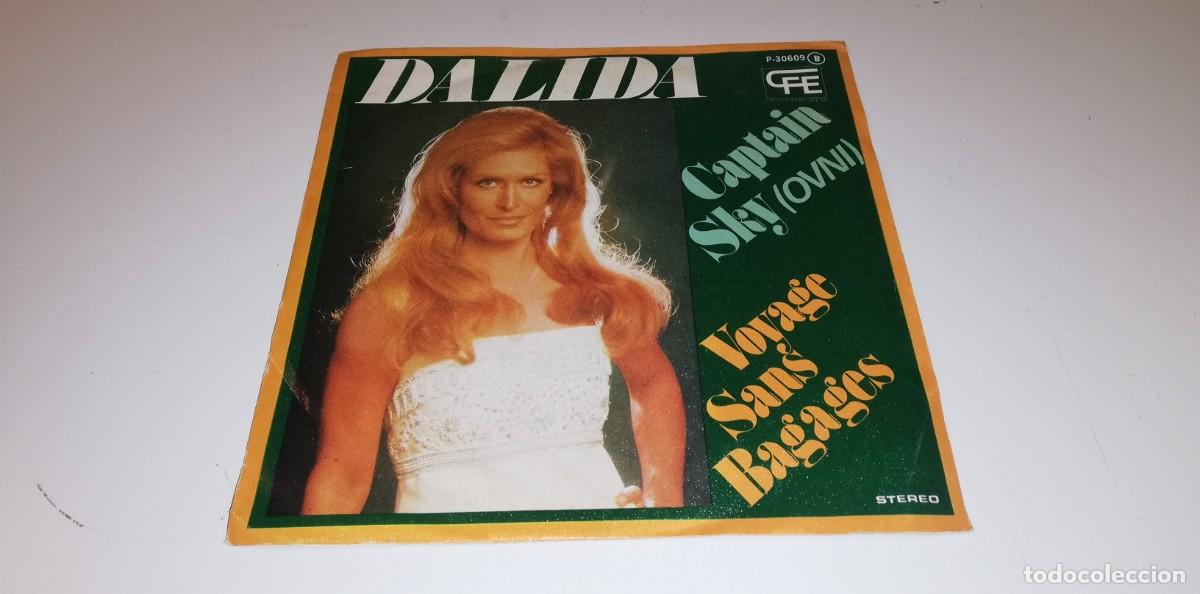 DALIDA
P-30609 B
CFE
Captain
Sky (OVNI)
Voyage
Sans
Bagages
STEREO
todocoleccion